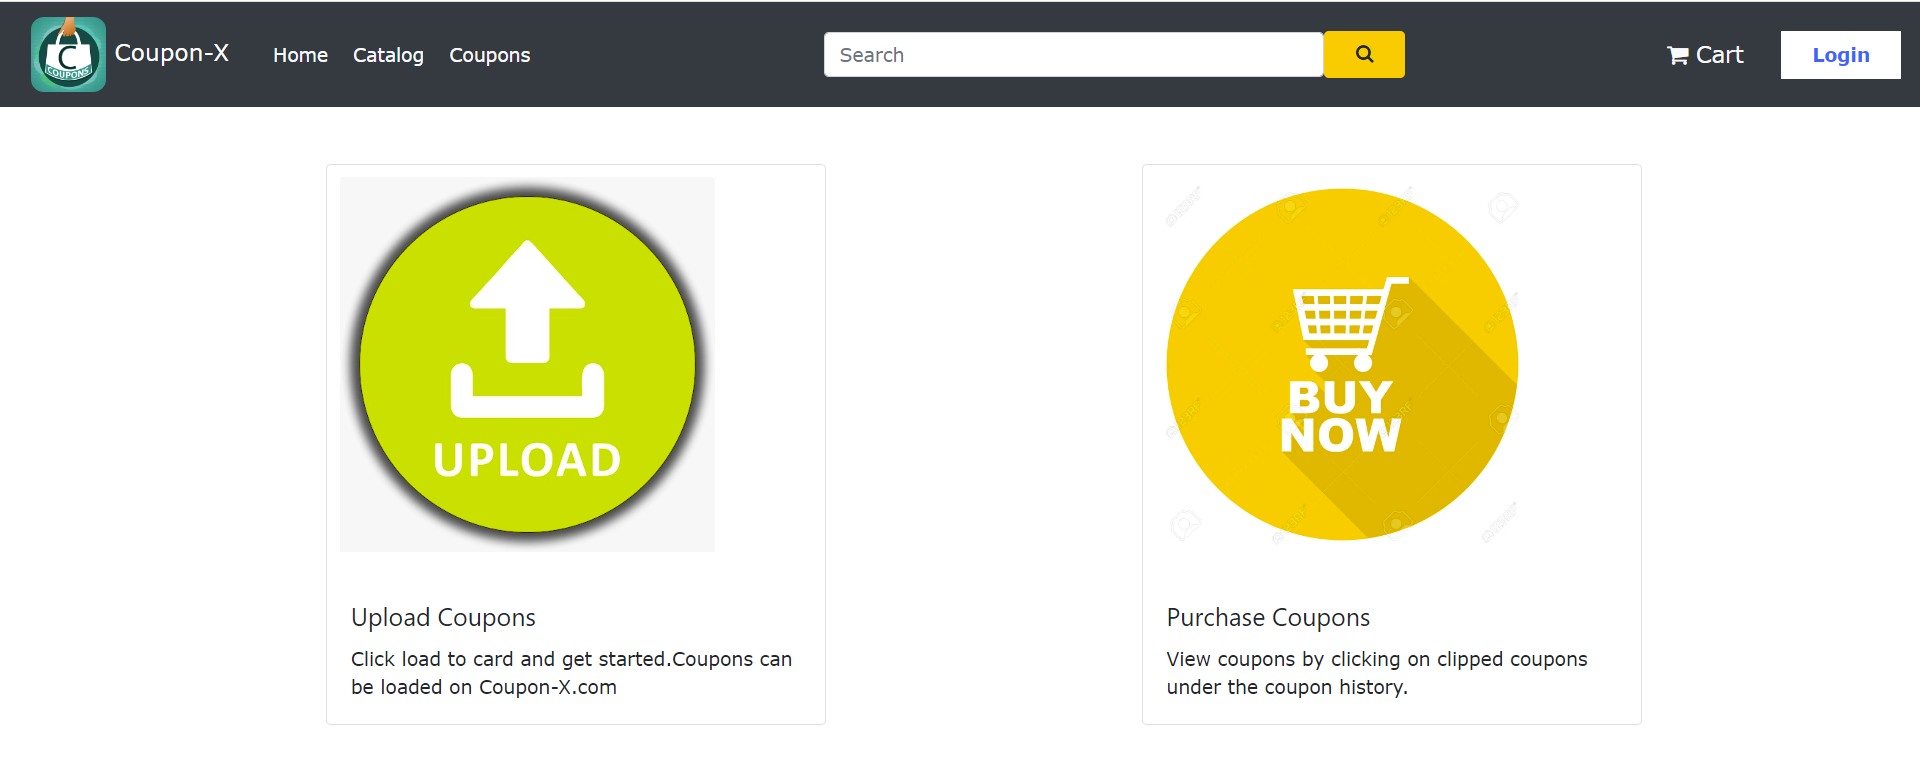 C
COUPONS
Coupon-X
Home Catalog Coupons
Search
Cart
Login
UPLOAD
BUY
NOW
Upload Coupons
Click load to card and get started.Coupons can
be loaded on Coupon-X.com
Purchase Coupons
View coupons by clicking on clipped coupons
under the coupon history.